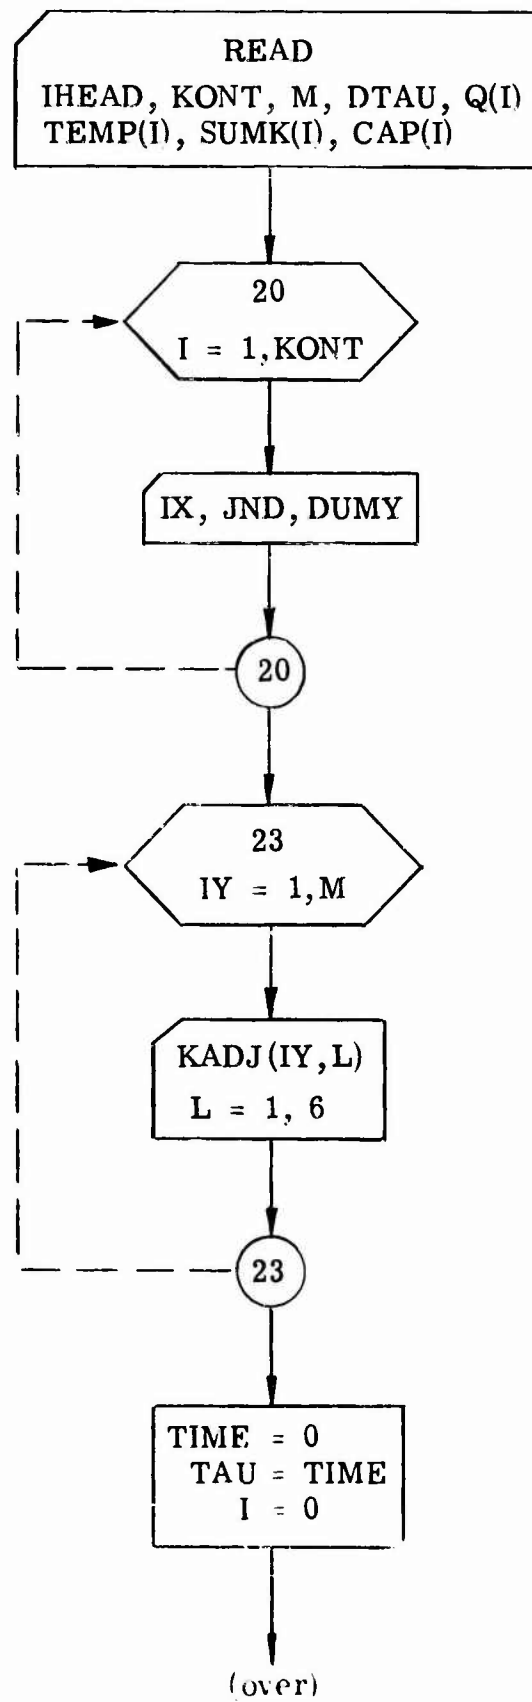 READ
IHEAD, KONT, M, DTAU, Q(I)
TEMP(I), SUMK(I), CAP(I)
20
I = 1,KONT
IX, JND, DUMY
20
23
IY = 1,M
KADJ(IY,L)
L = 1, 6
23
TIME = 0
TAU = TIME
I = 0
(over)